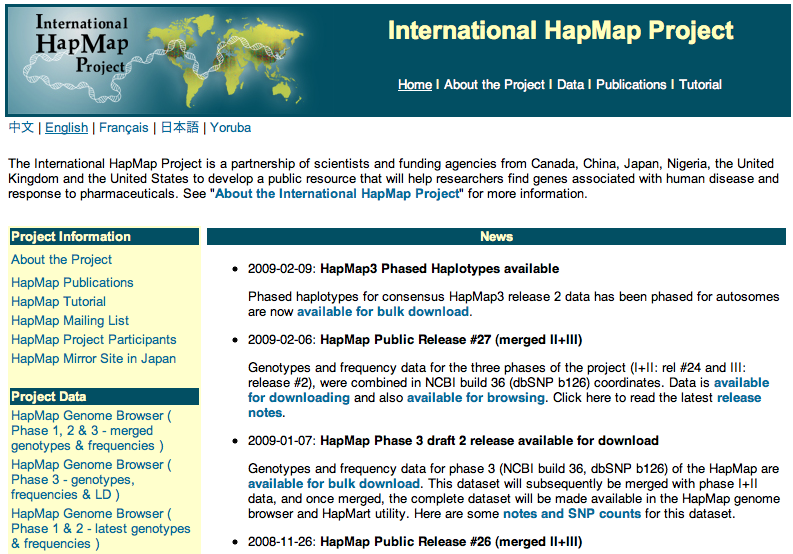 International
HapMap
Project
International HapMap Project
Home | About the Project | Data | Publications | Tutorial
中文 | English | Français | 日本語 | Yoruba
The International HapMap Project is a partnership of scientists and funding agencies from Canada, China, Japan, Nigeria, the United
Kingdom and the United States to develop a public resource that will help researchers find genes associated with human disease and
response to pharmaceuticals. See "About the International HapMap Project" for more information.
Project Information
About the Project
HapMap Publications
HapMap Tutorial
HapMap Mailing List
HapMap Project Participants
HapMap Mirror Site in Japan
Project Data
HapMap Genome Browser (
Phase 1, 2 & 3 - merged
genotypes & frequencies )
HapMap Genome Browser (
Phase 3 - genotypes,
frequencies & LD )
HapMap Genome Browser (
Phase 1 & 2 - latest genotypes
& frequencies )
News
• 2009-02-09: HapMap3 Phased Haplotypes available
Phased haplotypes for consensus HapMap3 release 2 data has been phased for autosomes
are now available for bulk download.
• 2009-02-06: HapMap Public Release #27 (merged II+III)
Genotypes and frequency data for the three phases of the project (I+II: rel #24 and III:
release #2), were combined in NCBI build 36 (dbSNP b126) coordinates. Data is available
for downloading and also available for browsing. Click here to read the latest release
notes.
• 2009-01-07: HapMap Phase 3 draft 2 release available for download
Genotypes and frequency data for phase 3 (NCBI build 36, dbSNP b126) of the HapMap are
available for bulk download. This dataset will subsequently be merged with phase I+II
data, and once merged, the complete dataset will be made available in the HapMap genome
browser and HapMart utility. Here are some notes and SNP counts for this dataset.
• 2008-11-26: HapMap Public Release #26 (merged II+III)